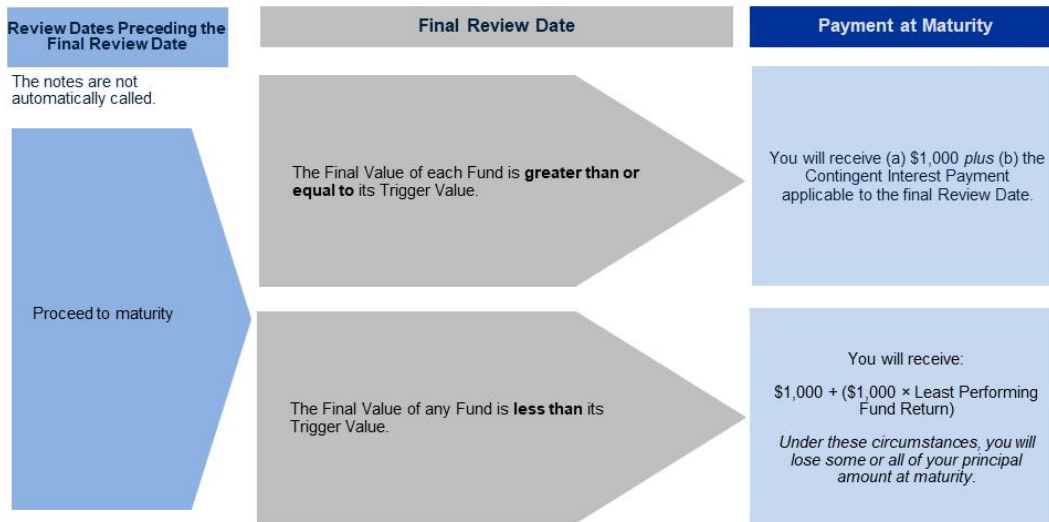 Review Dates Preceding the
Final Review Date
Final Review Date
Payment at Maturity
The notes are not
automatically called.
Proceed to maturity
The Final Value of each Fund is greater than or
equal to its Trigger Value.
You will receive (a) $1,000 plus (b) the
Contingent Interest Payment
applicable to the final Review Date.
The Final Value of any Fund is less than its
Trigger Value.
You will receive:
$1,000 + ($1,000 × Least Performing
Fund Return)
Under these circumstances, you will
lose some or all of your principal
amount at maturity.